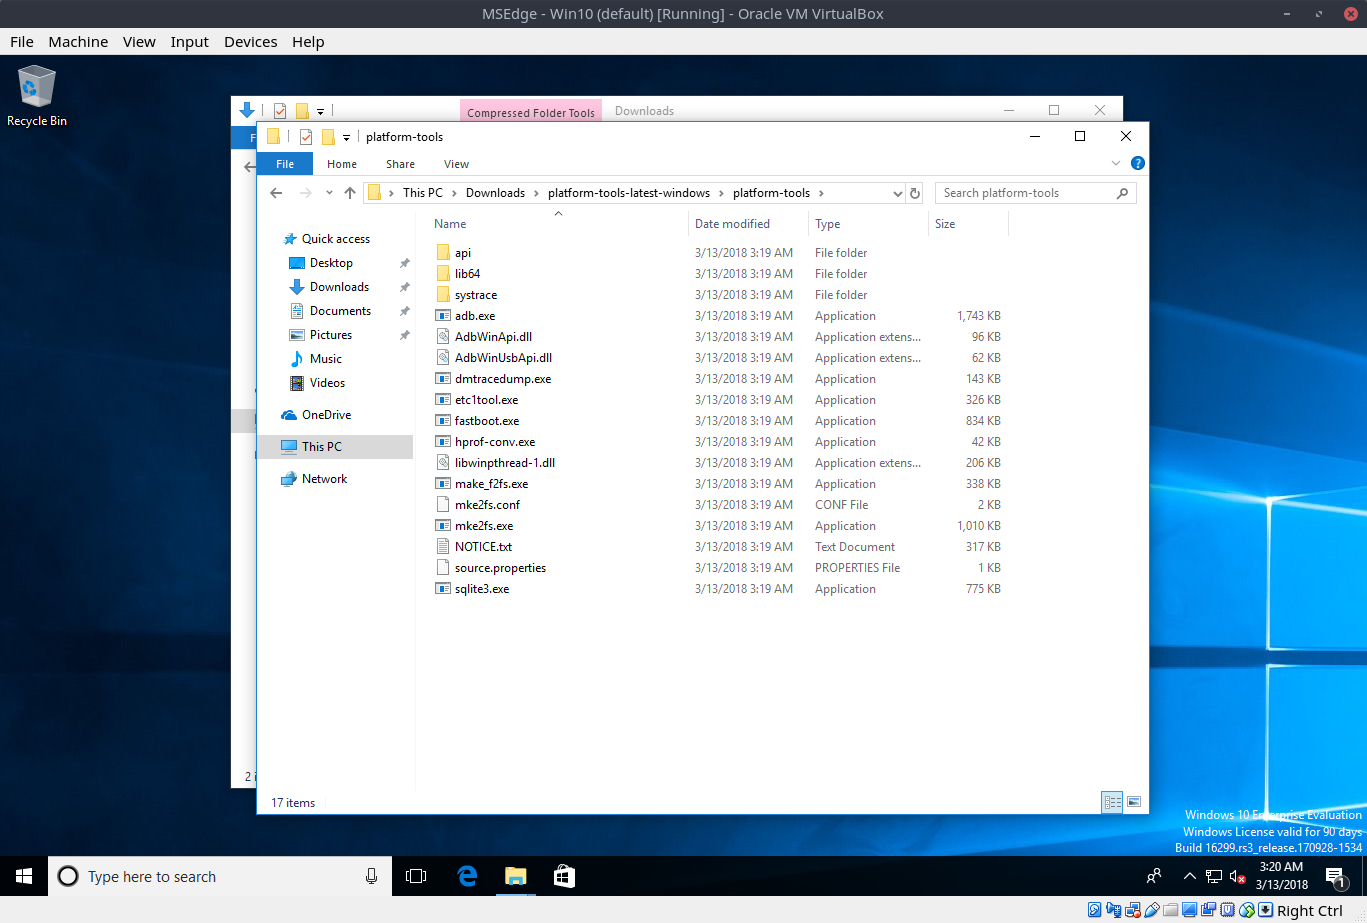 MSEdge - Win10 (default) [Running] - Oracle VM VirtualBox
File Machine View Input Devices Help
Recycle Bin
Compressed Folder Tools Downloads
platform-tools
File Home Share View
This PC Downloads platform-tools-latest-windows platform-tools Search platform-tools
Name Date modified Type Size
Quick access
Desktop
Downloads
Documents
Pictures
Music
Videos
OneDrive
This PC
Network
api 3/13/2018 3:19 AM File folder
lib64 3/13/2018 3:19 AM File folder
systrace 3/13/2018 3:19 AM File folder
adb.exe 3/13/2018 3:19 AM Application 1,743 KB
AdbWinApi.dll 3/13/2018 3:19 AM Application extens... 96 KB
AdbWinUsbApi.dll 3/13/2018 3:19 AM Application extens... 62 KB
dmtracedump.exe 3/13/2018 3:19 AM Application 143 KB
etc1tool.exe 3/13/2018 3:19 AM Application 326 KB
fastboot.exe 3/13/2018 3:19 AM Application 834 KB
hprof-conv.exe 3/13/2018 3:19 AM Application 42 KB
libwinpthread-1.dll 3/13/2018 3:19 AM Application extens... 206 KB
make_f2fs.exe 3/13/2018 3:19 AM Application 338 KB
mke2fs.conf 3/13/2018 3:19 AM CONF File 2 KB
mke2fs.exe 3/13/2018 3:19 AM Application 1,010 KB
NOTICE.txt 3/13/2018 3:19 AM Text Document 317 KB
source.properties 3/13/2018 3:19 AM PROPERTIES File 1 KB
sqlite3.exe 3/13/2018 3:19 AM Application 775 KB
17 items
Windows 10 Enterprise Evaluation
Windows License valid for 90 days
Build 16299.rs3_release.170928-1534
Type here to search
3:20 AM
3/13/2018
1
Right Ctrl